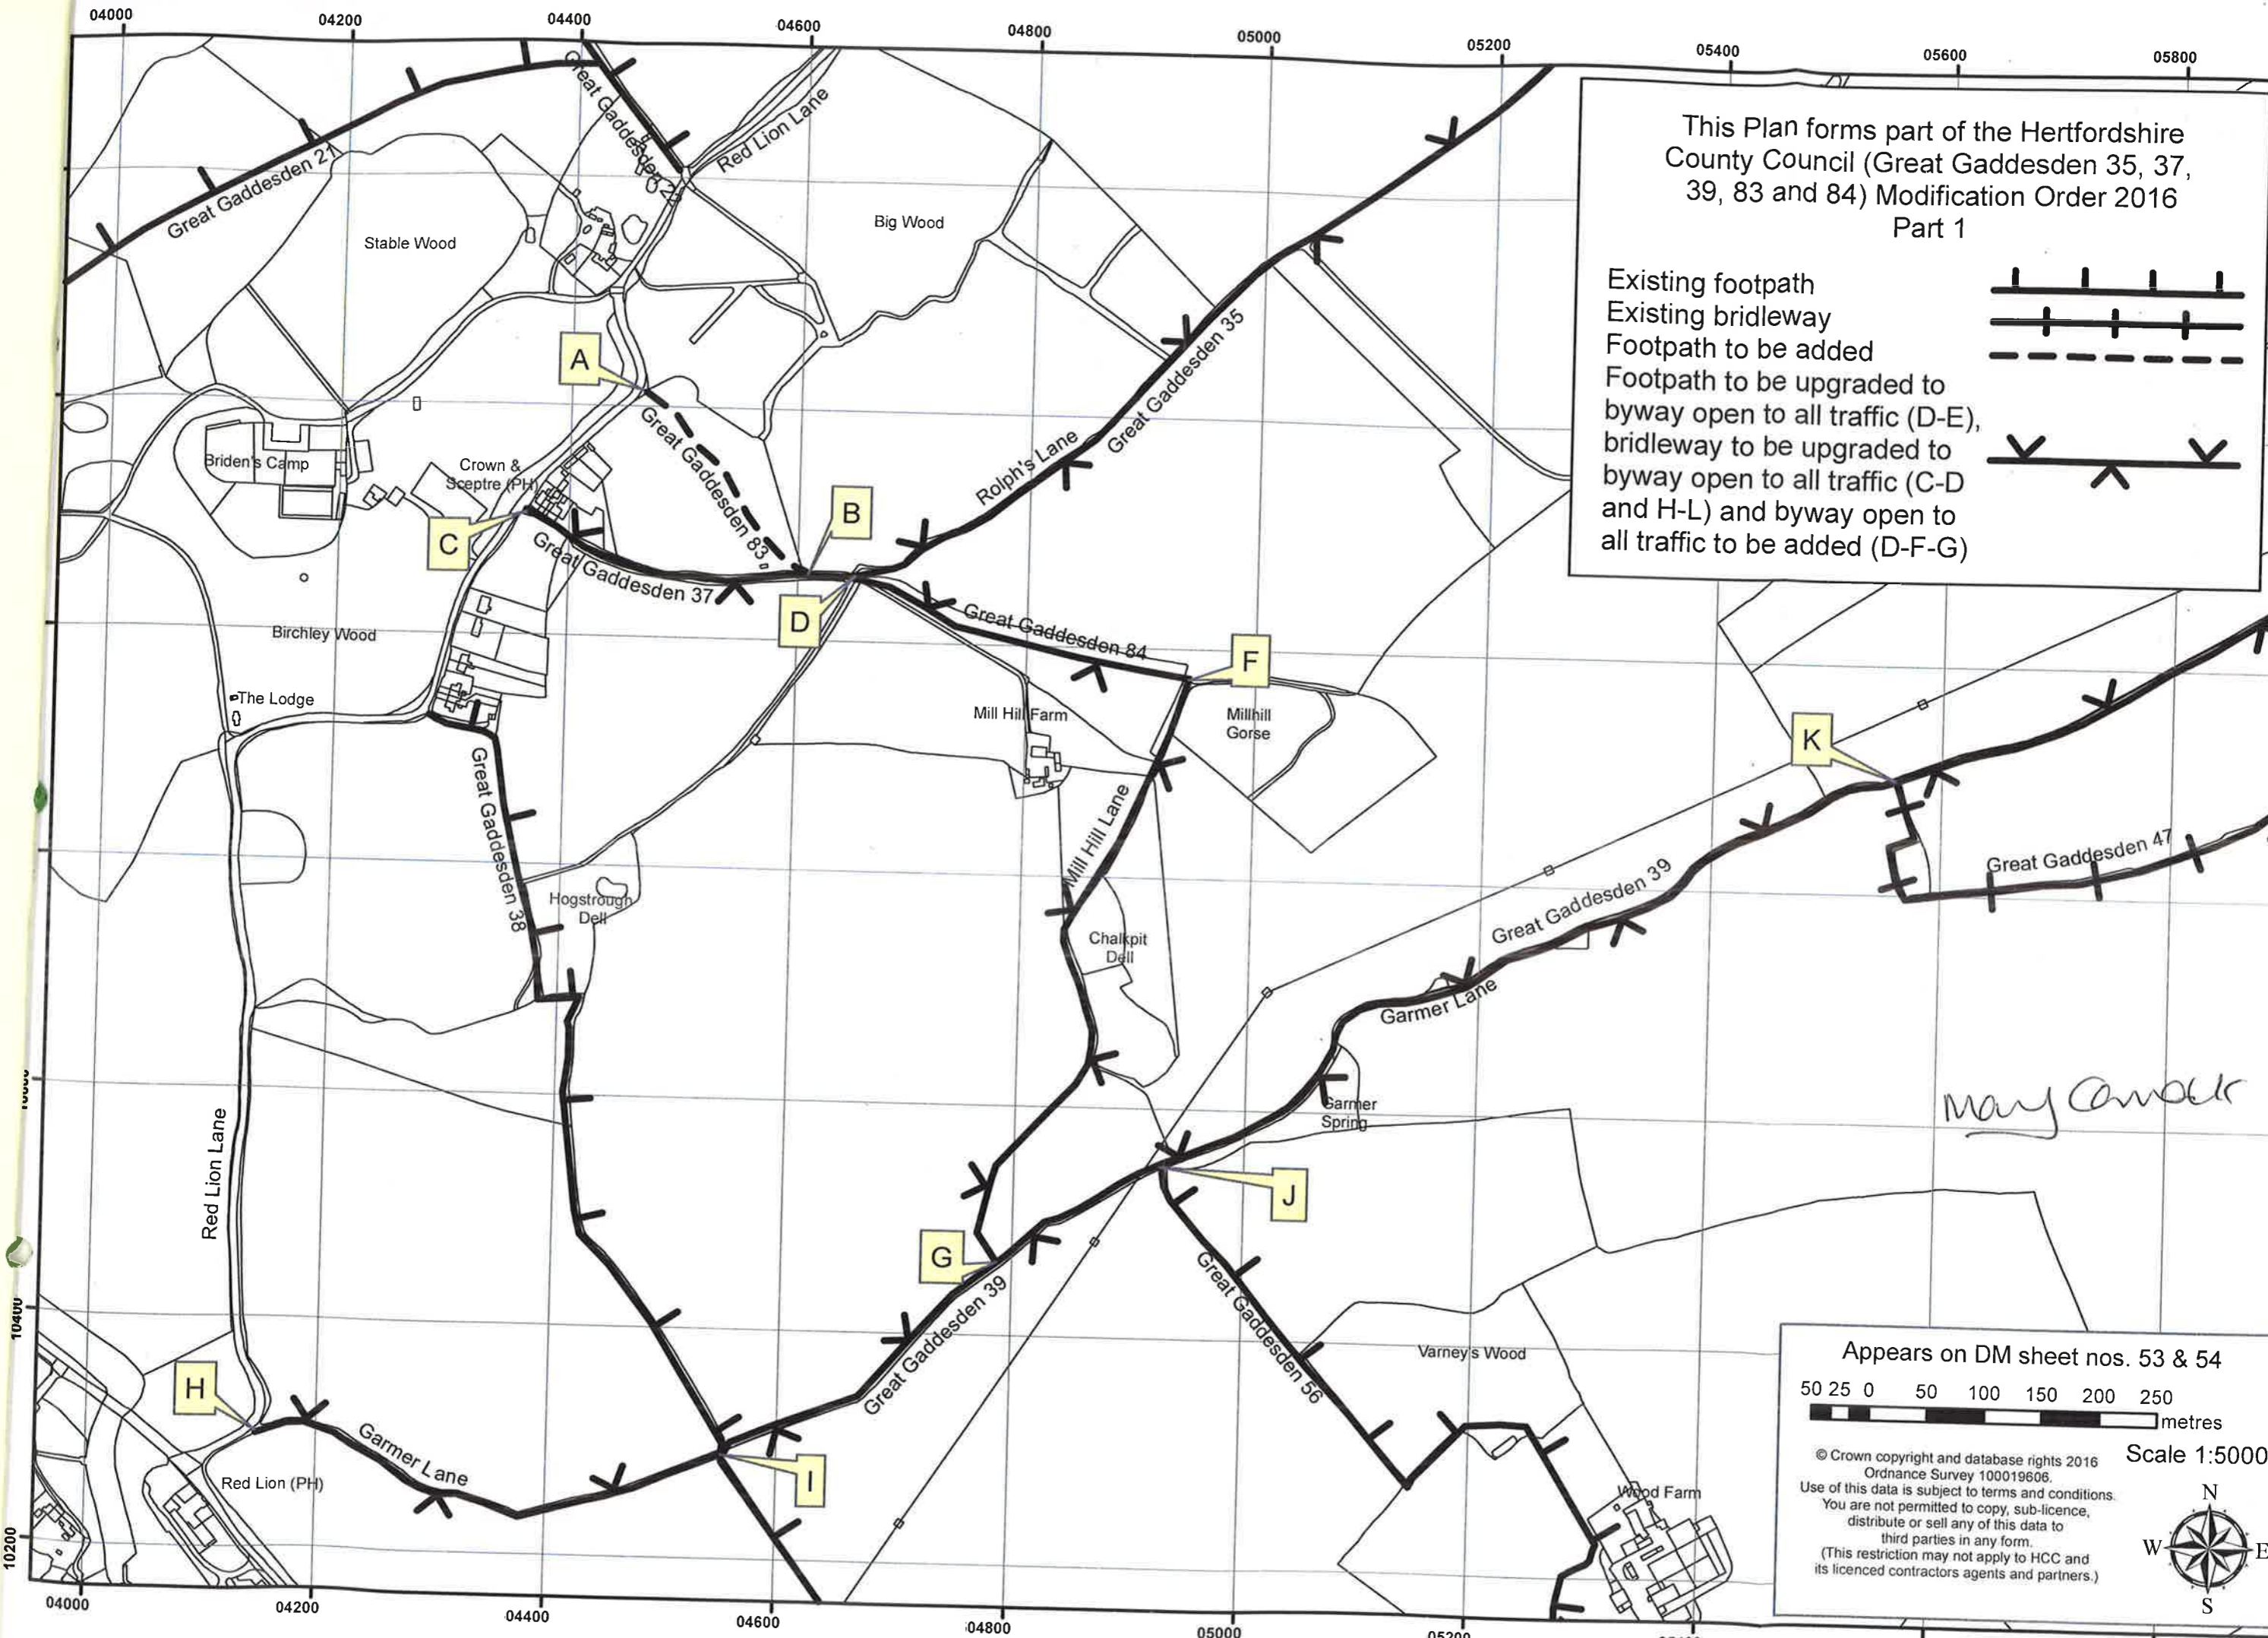 04000
04200
04400
04600
04800
05000
05200
05400
05600
05800
This Plan forms part of the Hertfordshire
County Council (Great Gaddesden 35, 37,
39, 83 and 84) Modification Order 2016
Part 1
Existing footpath
Existing bridleway
Footpath to be added
Footpath to be upgraded to
byway open to all traffic (D-E),
bridleway to be upgraded to
byway open to all traffic (C-D
and H-L) and byway open to
all traffic to be added (D-F-G)
Great Gaddesden 21
Great Gaddesden
Red Lion Lane
Stable Wood
Big Wood
A
Great Gaddesden 35
Rolph's Lane
Great Gaddesden 83
Briden's Camp
Crown &
Sceptre (PH)
B
C
Great Gaddesden 37
D
Great Gaddesden 84
F
Birchley Wood
The Lodge
Mill Hill Farm
Millhill
Gorse
K
Great Gaddesden 38
Mill Hill Lane
Hogstrough
Dell
Great Gaddesden 47
Great Gaddesden 39
Chalkpit
Dell
Garmer Lane
Garmer
Spring
Red Lion Lane
J
G
Great Gaddesden 39
Great Gaddesden 56
Varney's Wood
H
Garmer Lane
Red Lion (PH)
I
Wood Farm
10400
10200
Appears on DM sheet nos. 53 & 54
50 25 0 50 100 150 200 250
metres
Scale 1:5000
© Crown copyright and database rights 2016
Ordnance Survey 100019606.
Use of this data is subject to terms and conditions.
You are not permitted to copy, sub-licence,
distribute or sell any of this data to
third parties in any form.
(This restriction may not apply to HCC and
its licenced contractors agents and partners.)
N
W
E
S
04000
04200
04400
04600
04800
05000
05200